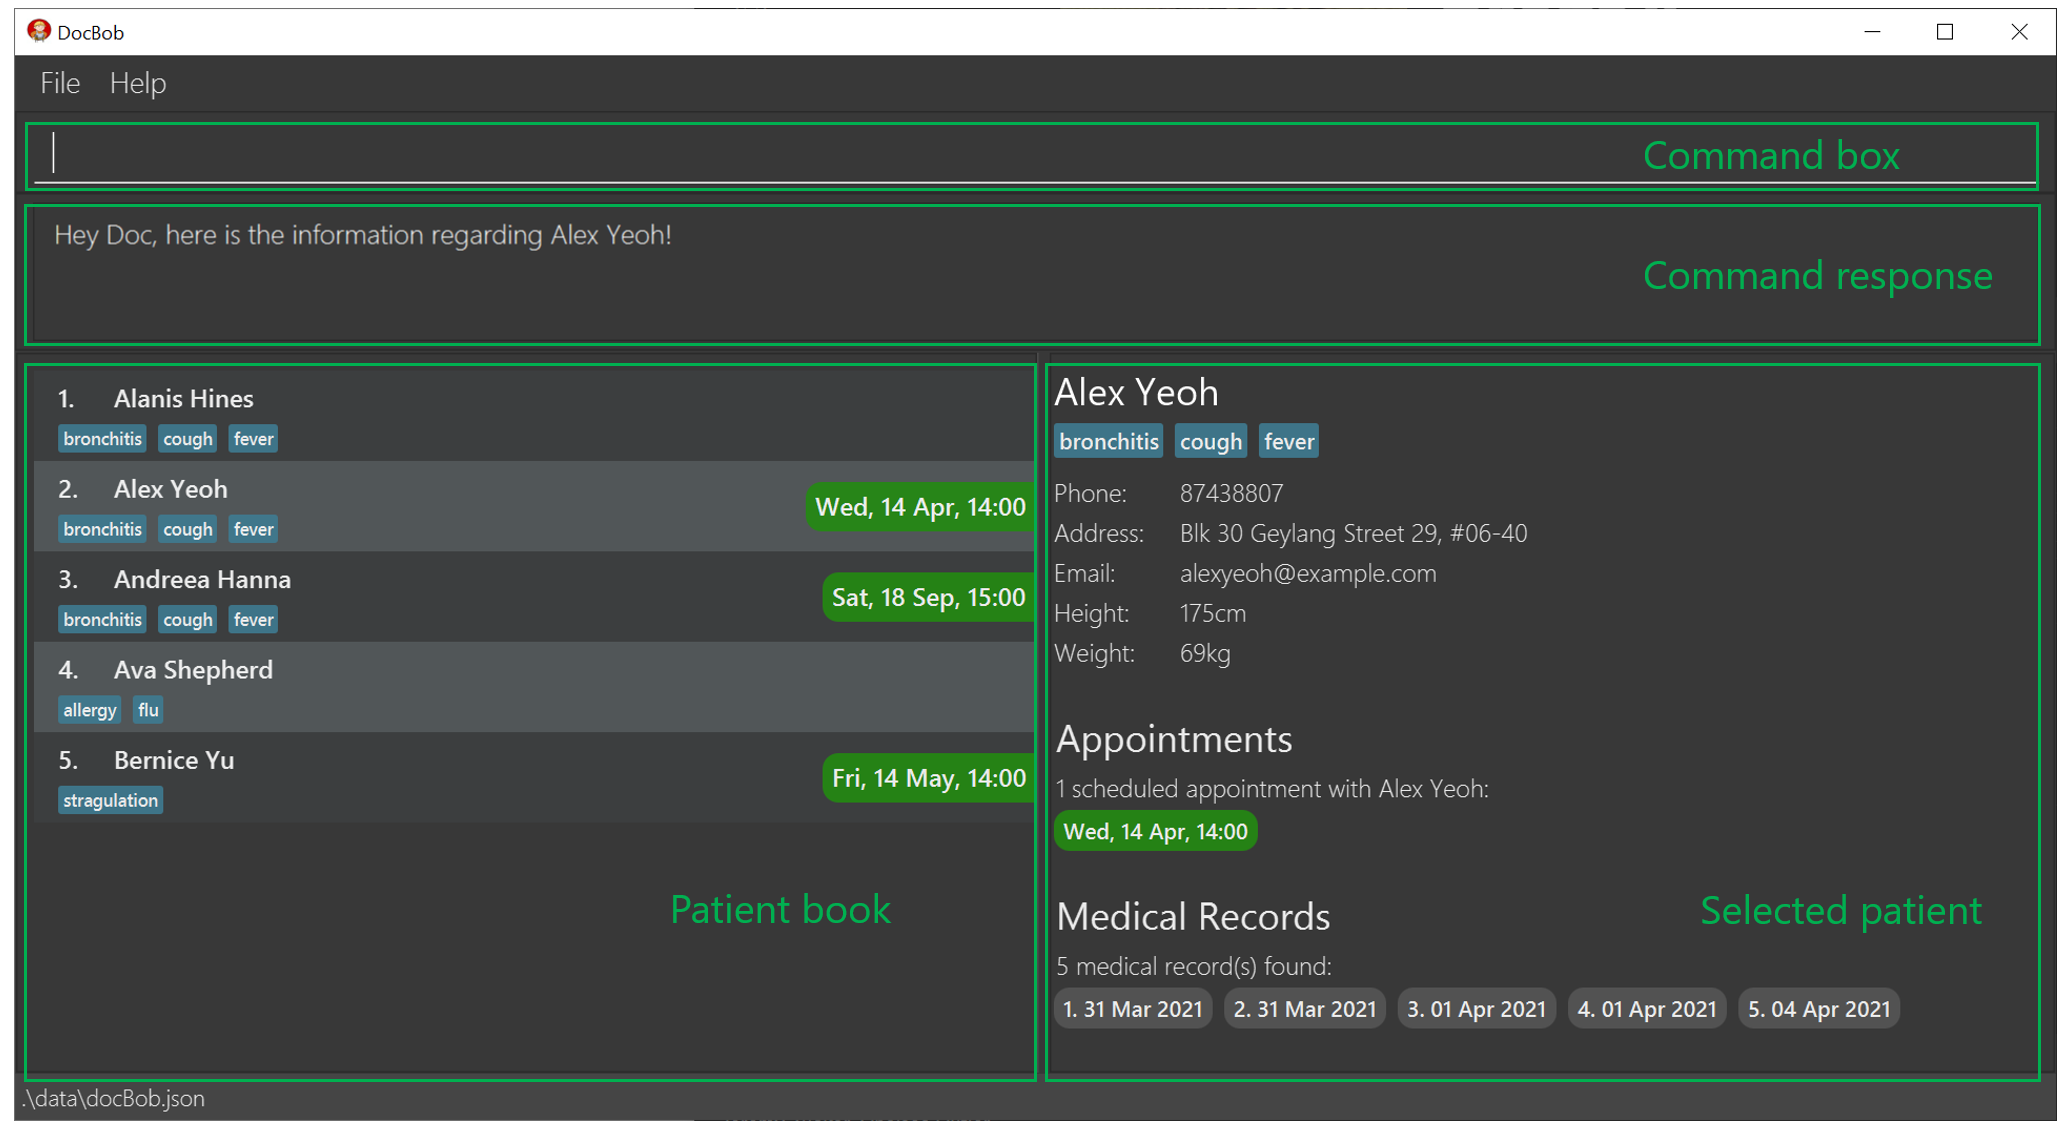 DocBob
File Help
Command box
Hey Doc, here is the information regarding Alex Yeoh!
Command response
1. Alanis Hines
bronchitis cough fever
2. Alex Yeoh
bronchitis cough fever
Wed, 14 Apr, 14:00
3. Andreea Hanna
bronchitis cough fever
Sat, 18 Sep, 15:00
4. Ava Shepherd
allergy flu
5. Bernice Yu
stragulation
Fri, 14 May, 14:00
Patient book
Alex Yeoh
bronchitis cough fever
Phone: 87438807
Address: Blk 30 Geylang Street 29, #06-40
Email: alexyeoh@example.com
Height: 175cm
Weight: 69kg
Appointments
1 scheduled appointment with Alex Yeoh:
Wed, 14 Apr, 14:00
Medical Records
Selected patient
5 medical record(s) found:
1. 31 Mar 2021 2. 31 Mar 2021 3. 01 Apr 2021 4. 01 Apr 2021 5. 04 Apr 2021
.\data\docBob.json